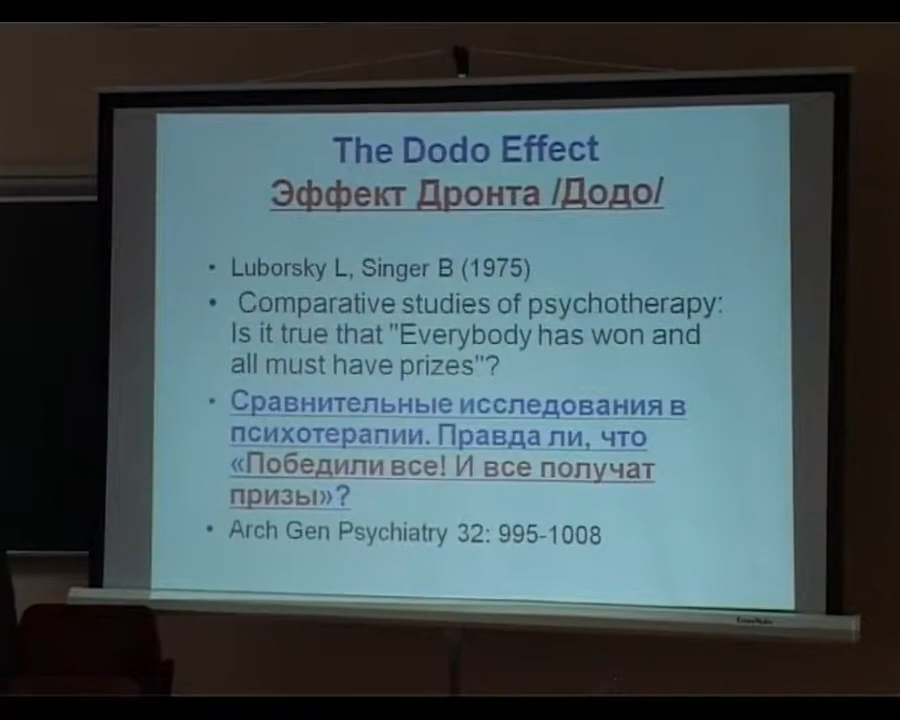 The Dodo Effect
Эффект Дронта /Додо/
• Luborsky L, Singer B (1975)
• Comparative studies of psychotherapy:
Is it true that "Everybody has won and
all must have prizes"?
• Сравнительные исследования в
психотерапии. Правда ли, что
«Победили все! И все получат
призы»?
• Arch Gen Psychiatry 32: 995-1008